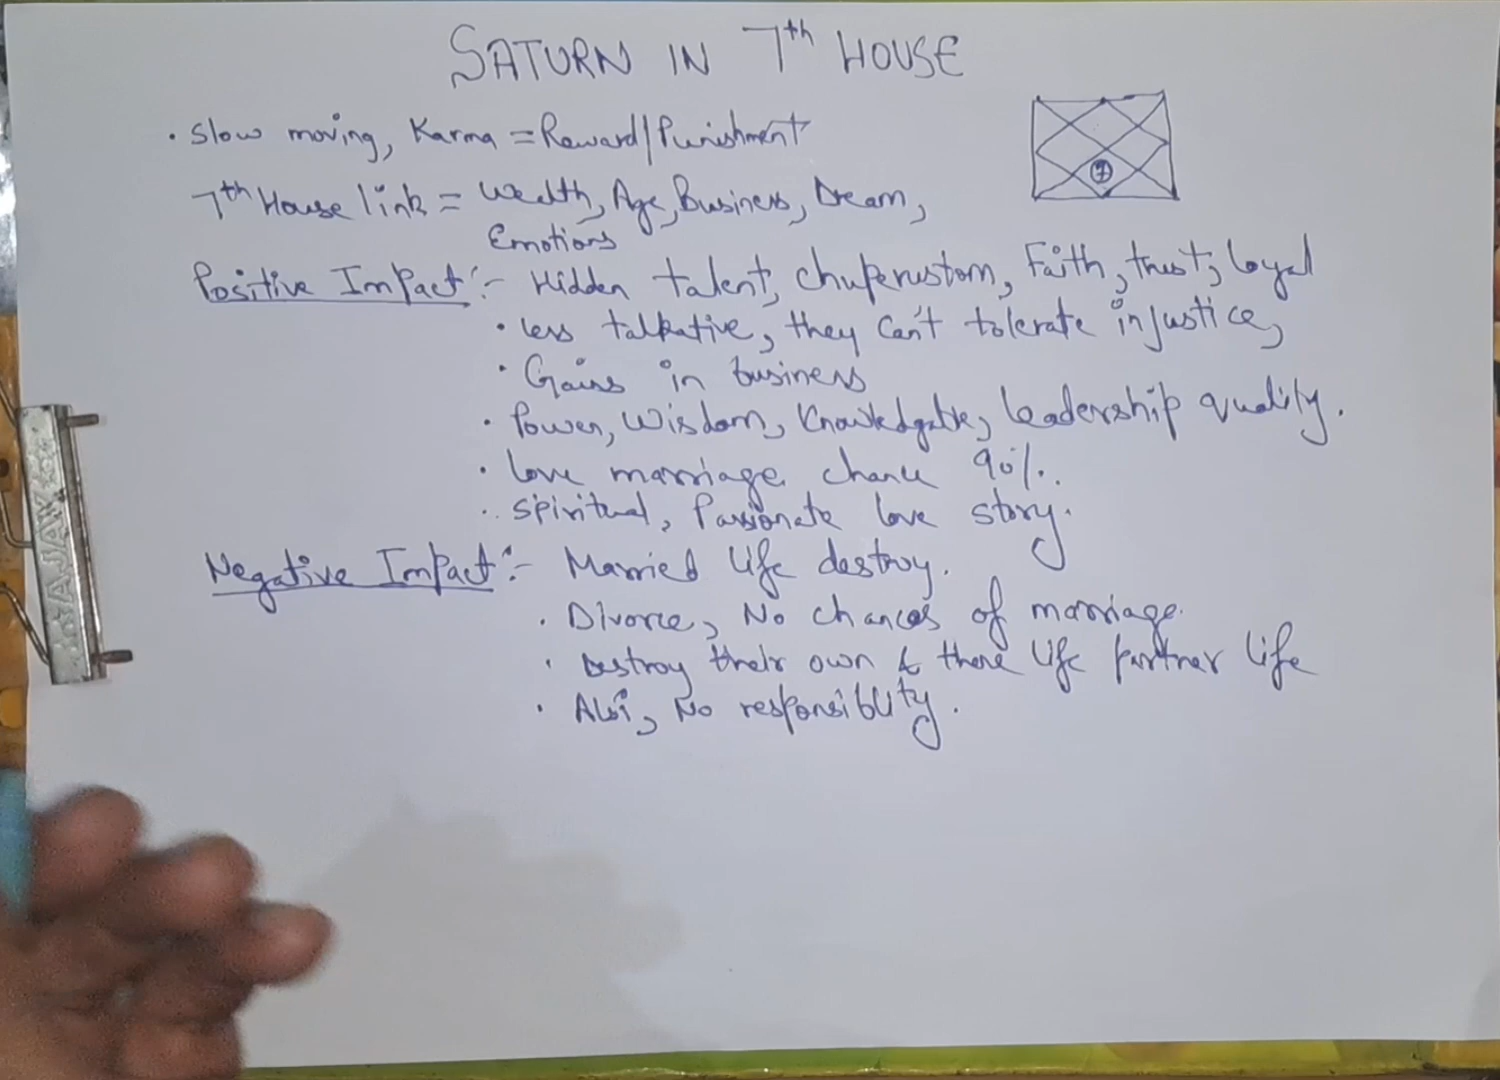 SATURN IN 7th HOUSE
• Slow moving, Karma = Reward/Punishment
7th House link = Wealth, Age, Business, Dream,
Emotions
Positive Impact :- Hidden talent, chuperustom, Faith, trust, loyal
• less talkative, they can't tolerate injustice,
• Gains in business
• Power, Wisdom, Knowledgable, leadership quality.
• love marriage chance 90%.
• Spiritual, Passionate love story.
Negative Impact :- Married life destroy.
• Divorce, No chances of marriage.
• Destroy their own & there life partner life
• Alsi, No responsiblity.
7
BAJAJ